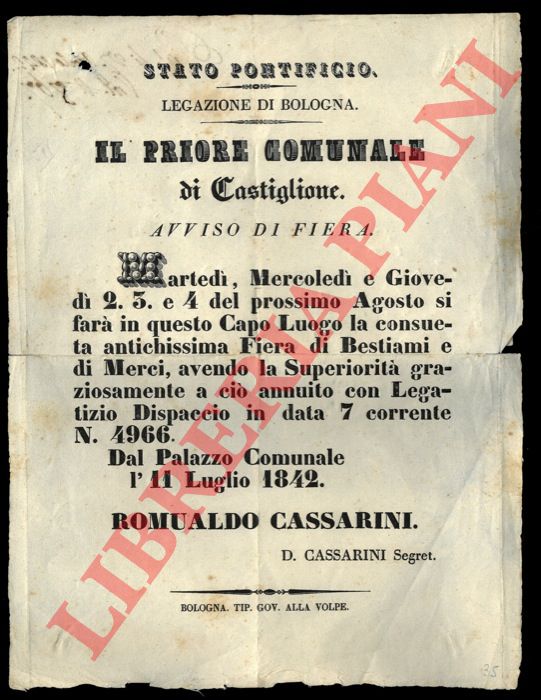 STATO PONTIFICIO.
LEGAZIONE DI BOLOGNA.
IL PRIORE COMUNALE
di Castiglione.
AVVISO DI FIERA.
Martedì, Mercoledì e Giove-
dì 2. 3. e 4 del prossimo Agosto si
farà in questo Capo Luogo la consue-
ta antichissima Fiera di Bestiami e
di Merci, avendo la Superiorità gra-
ziosamente a ciò annuito con Lega-
tizio Dispaccio in data 7 corrente
N. 4966.
Dal Palazzo Comunale
l' 11 Luglio 1842.
ROMUALDO CASSARINI.
D. CASSARINI Segret.
BOLOGNA. TIP. GOV. ALLA VOLPE.
35
LIBRERIA PIANI